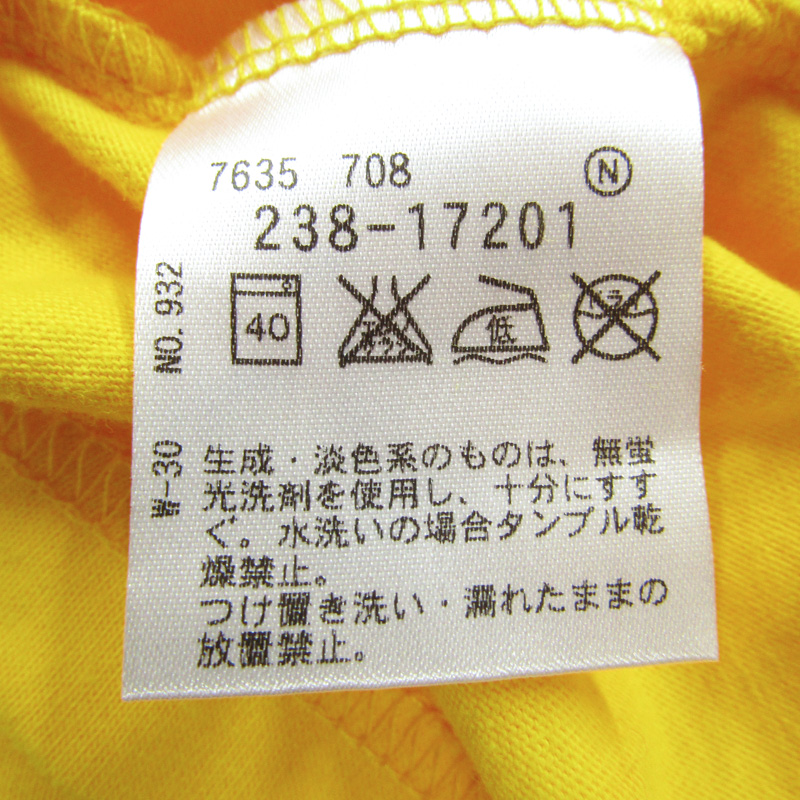 7635 708 N
238-17201
40 低 ドライ
NO. 932
W-30
生成・淡色系のものは、無蛍
光洗剤を使用し、十分にすす
ぐ。水洗いの場合タンブル乾
燥禁止。
つけ置き洗い・濡れたままの
放置禁止。